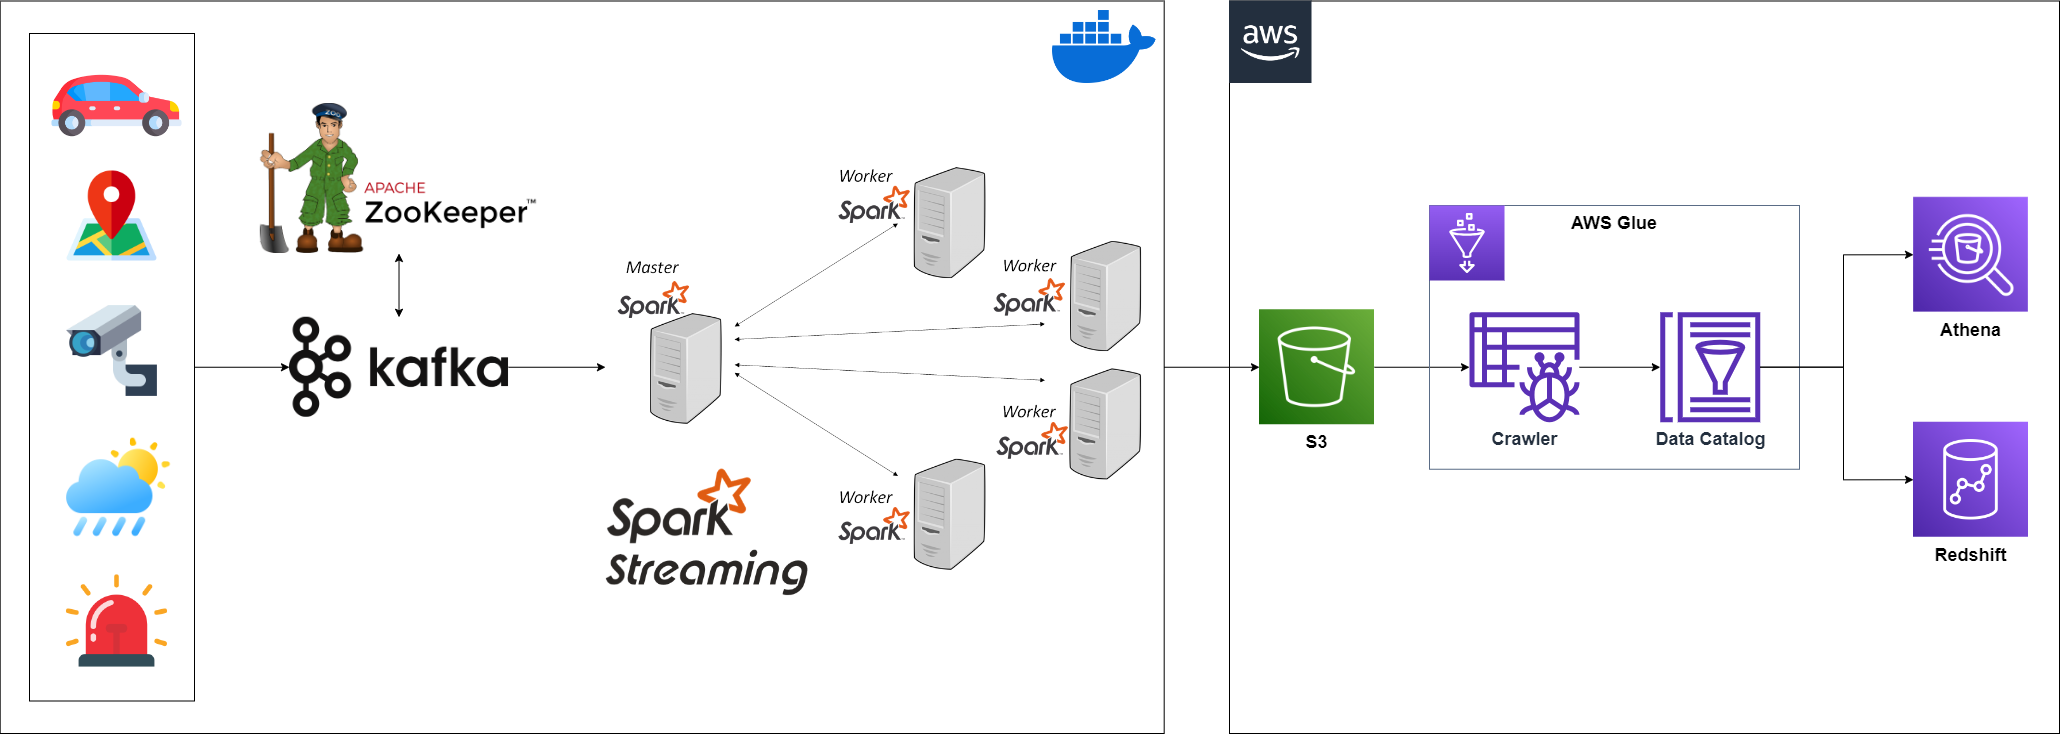 aws
ZOO
APACHE
ZooKeeper™
Master
Spark
kafka
Worker
Spark
Worker
Spark
Worker
Spark
Worker
Spark
Spark
Streaming
S3
AWS Glue
Crawler
Data Catalog
Athena
Redshift